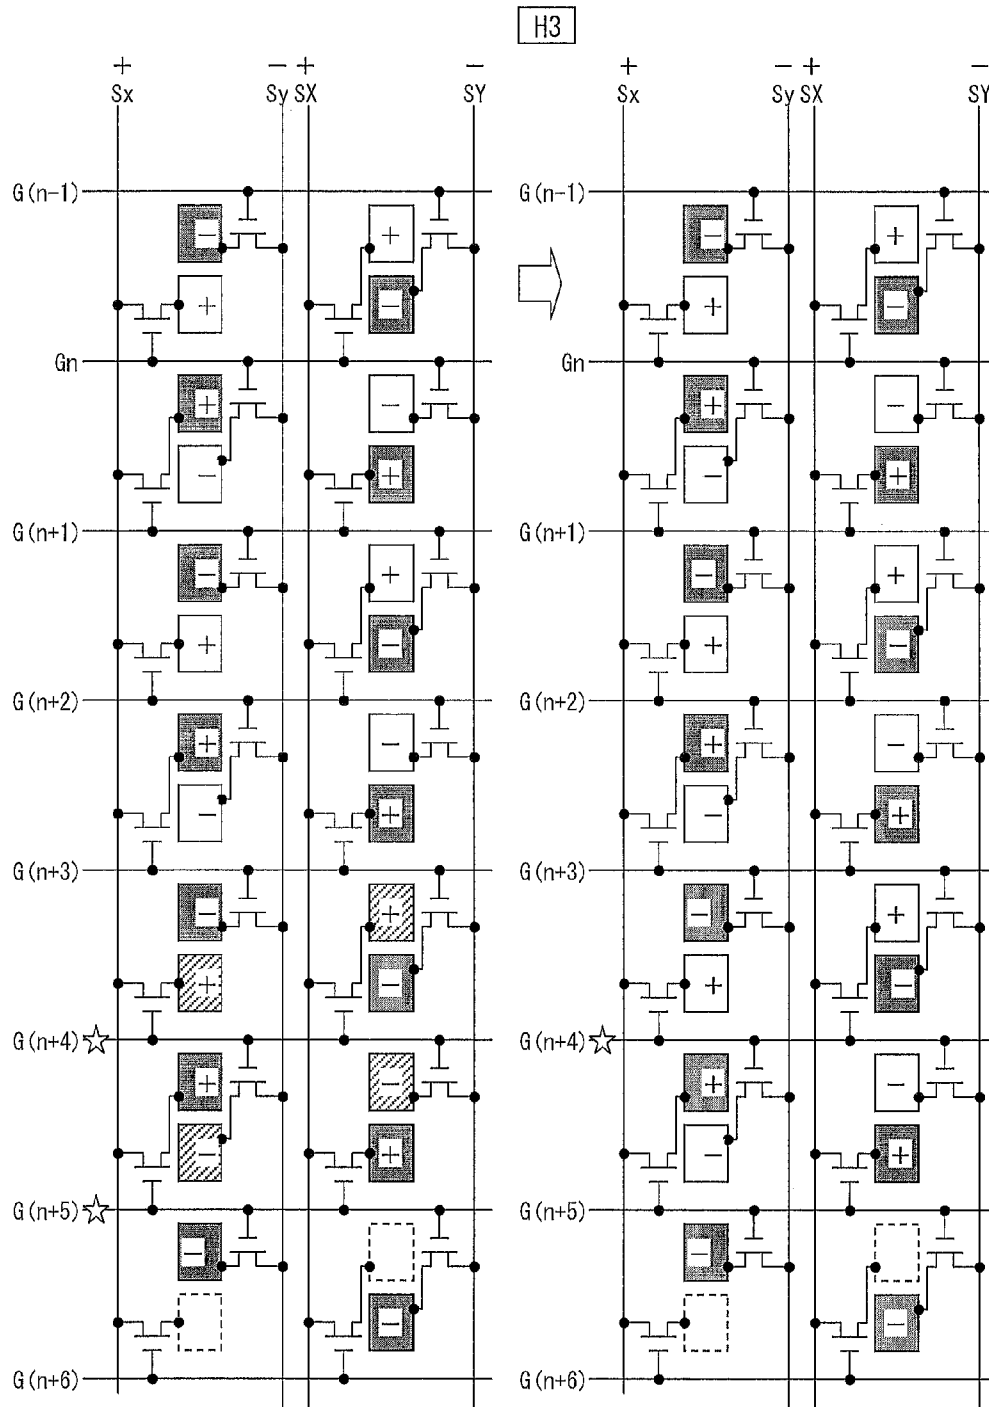 H3
+ − + − + − + −
Sx Sy SX SY Sx Sy SX SY
G(n-1) G(n-1)
− + − +
+ − + −
Gn Gn
+ − + −
− + − +
G(n+1) G(n+1)
− + − +
+ − + −
G(n+2) G(n+2)
+ − + −
− + − +
G(n+3) G(n+3)
− + − +
+ − + −
G(n+4)☆ G(n+4)☆
+ − + −
− + − +
G(n+5)☆ G(n+5)
− −
− −
G(n+6) G(n+6)